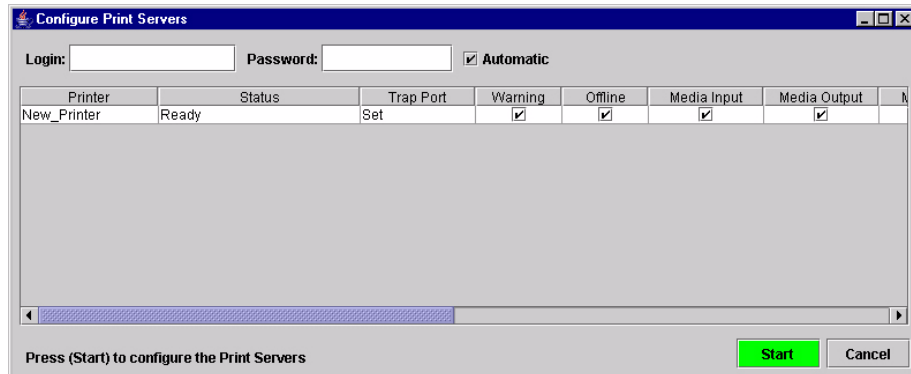 Configure Print Servers
Login: Password: Automatic
Printer Status Trap Port Warning Offline Media Input Media Output
New_Printer Ready Set
Press (Start) to configure the Print Servers Start Cancel